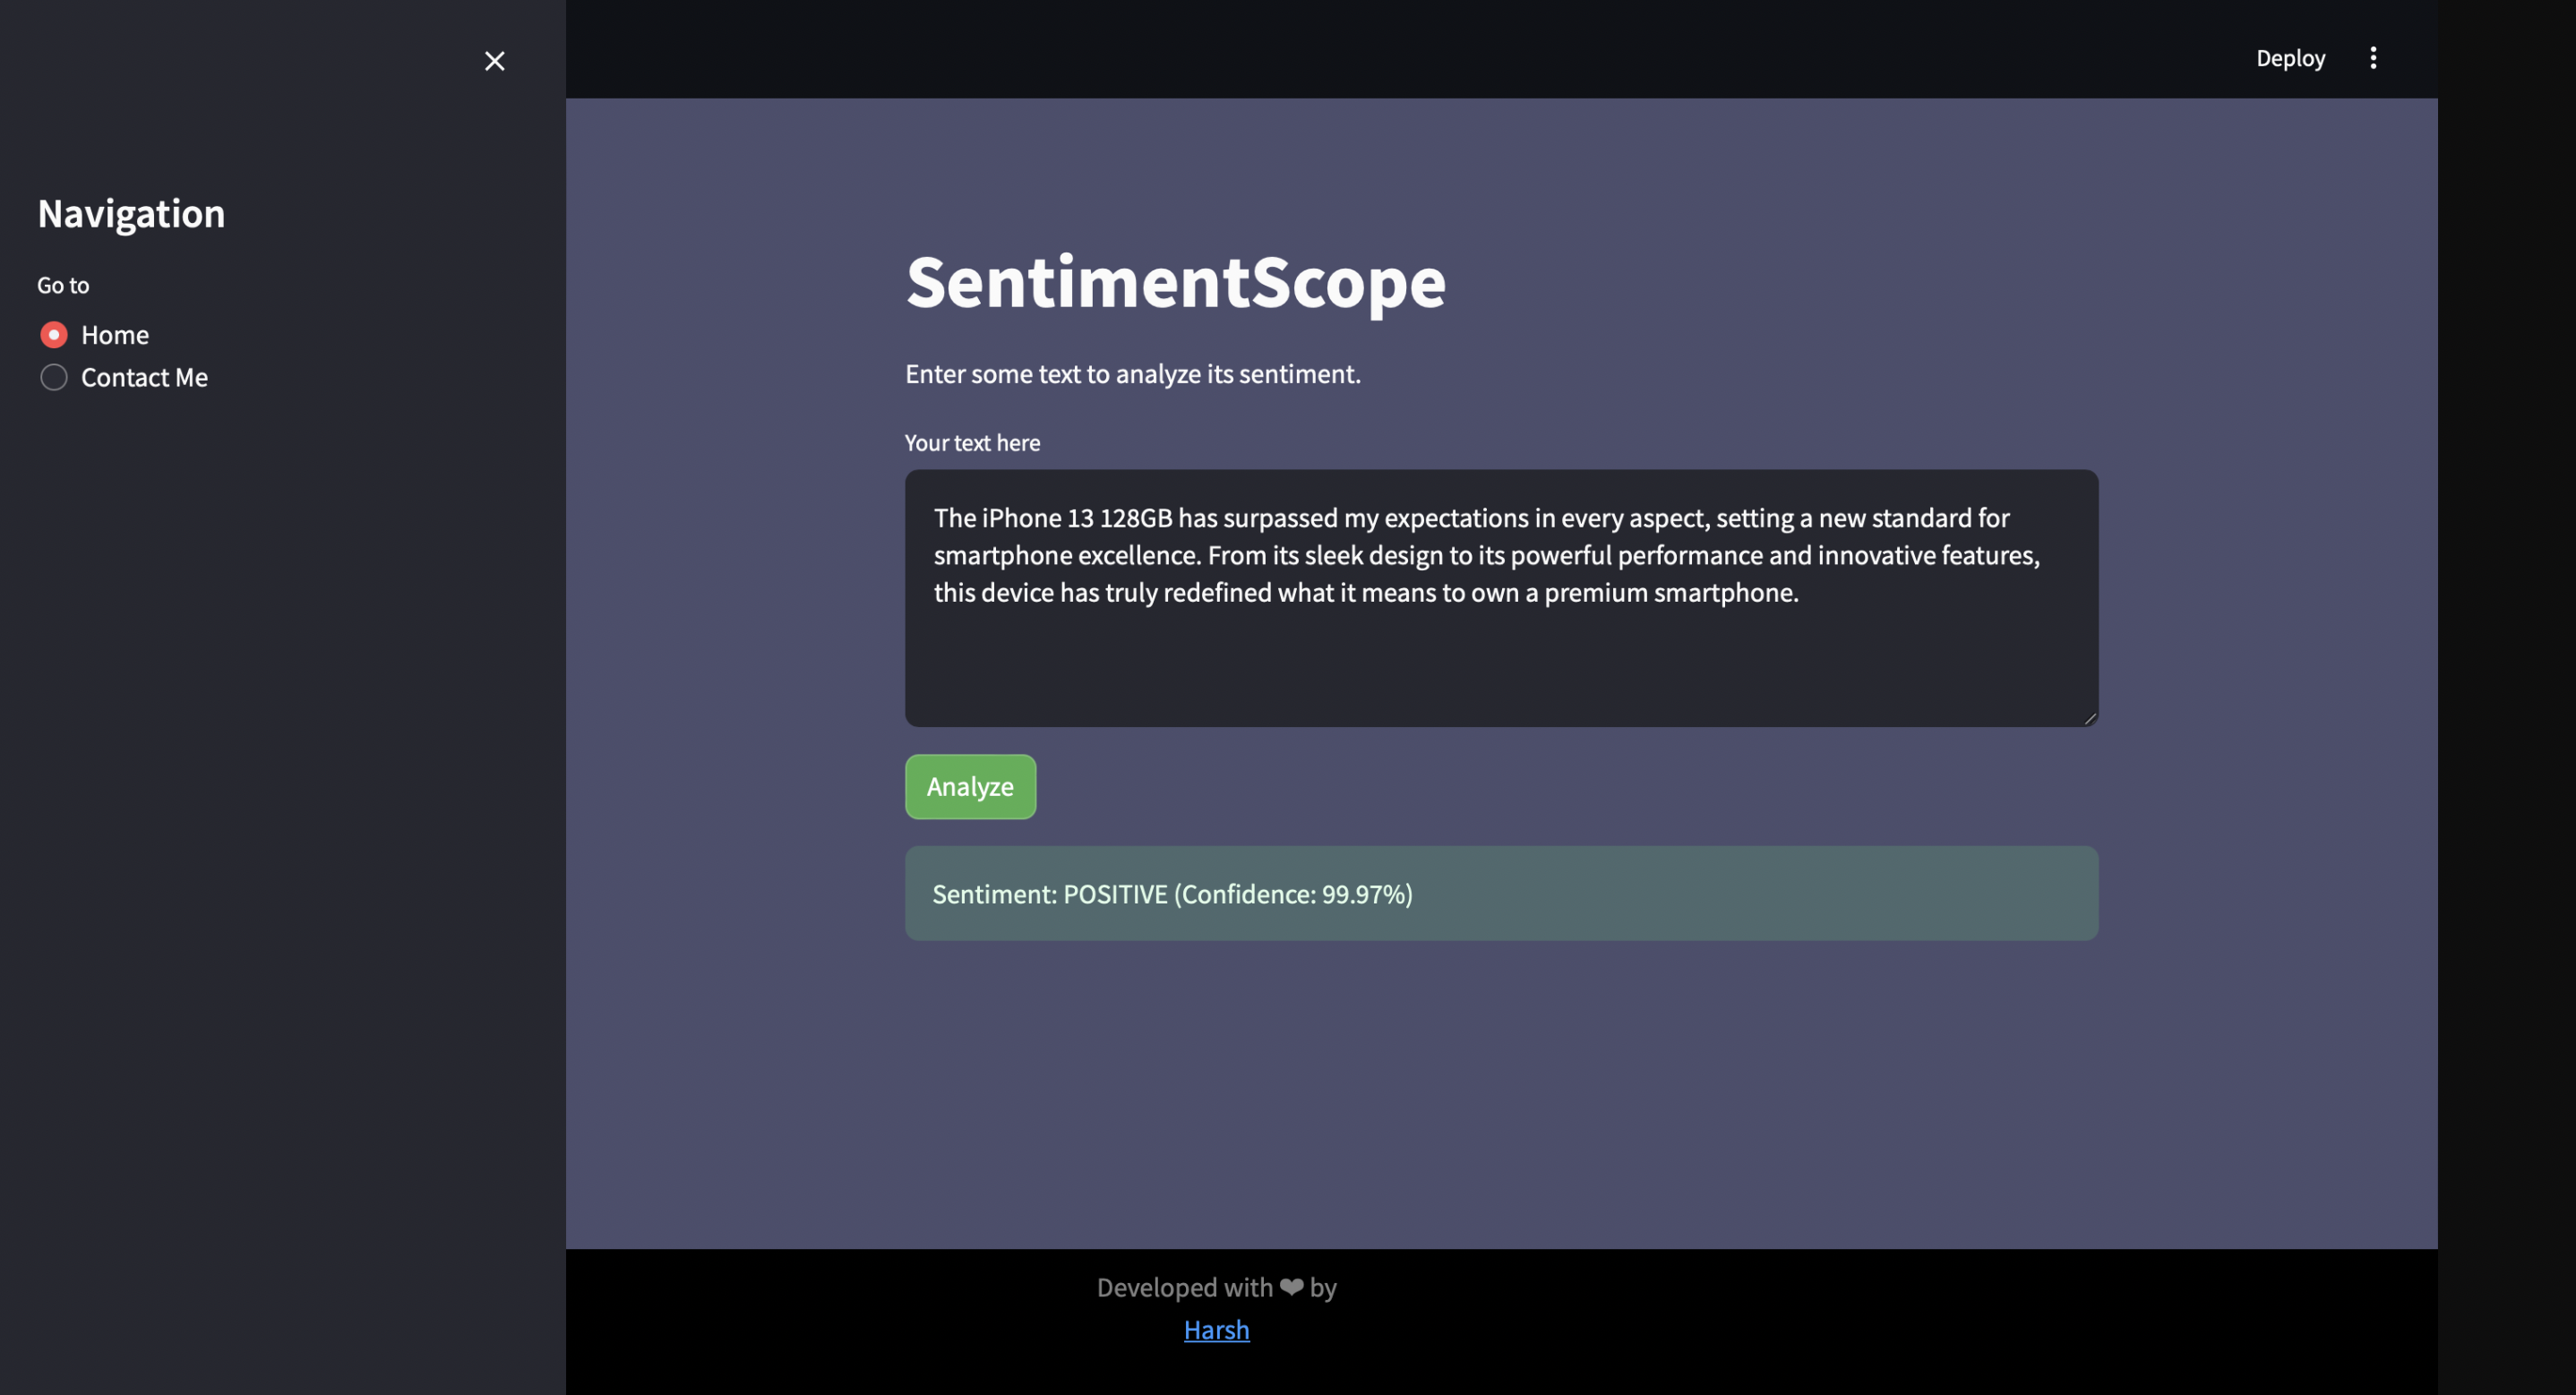 Deploy
Navigation
Go to
Home
Contact Me
SentimentScope
Enter some text to analyze its sentiment.
Your text here
The iPhone 13 128GB has surpassed my expectations in every aspect, setting a new standard for
smartphone excellence. From its sleek design to its powerful performance and innovative features,
this device has truly redefined what it means to own a premium smartphone.
Analyze
Sentiment: POSITIVE (Confidence: 99.97%)
Developed with ❤ by
Harsh